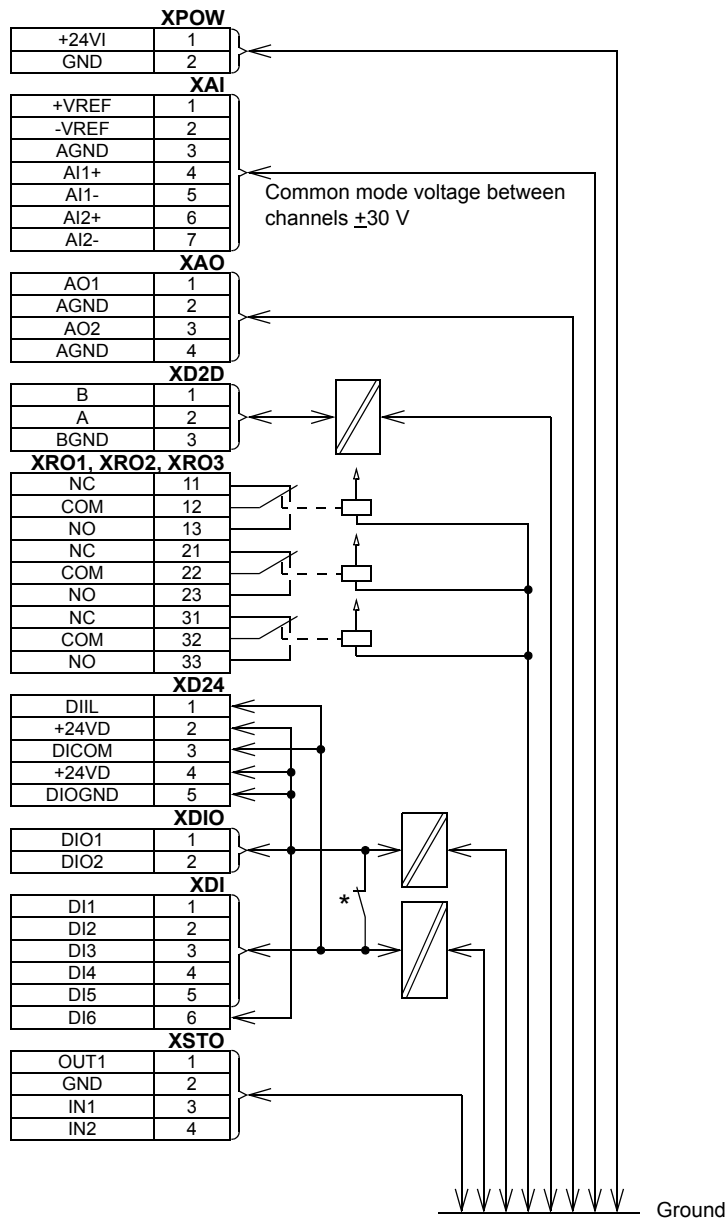 XPOW
+24VI 1
GND 2
XAI
+VREF 1
-VREF 2
AGND 3
AI1+ 4
AI1- 5
AI2+ 6
AI2- 7
Common mode voltage between
channels ±30 V
XAO
AO1 1
AGND 2
AO2 3
AGND 4
XD2D
B 1
A 2
BGND 3
XRO1, XRO2, XRO3
NC 11
COM 12
NO 13
NC 21
COM 22
NO 23
NC 31
COM 32
NO 33
XD24
DIIL 1
+24VD 2
DICOM 3
+24VD 4
DIOGND 5
XDIO
DIO1 1
DIO2 2
XDI
DI1 1
DI2 2
DI3 3
DI4 4
DI5 5
DI6 6
*
XSTO
OUT1 1
GND 2
IN1 3
IN2 4
Ground